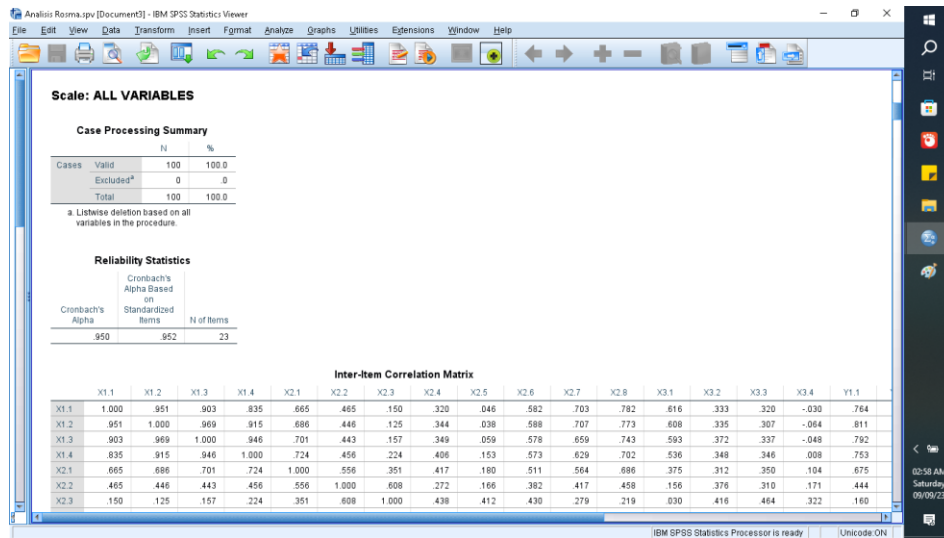 Analisis Rosma.spv [Document3] - IBM SPSS Statistics Viewer
File Edit View Data Transform Insert Format Analyze Graphs Utilities Extensions Window Help
Scale: ALL VARIABLES
Case Processing Summary
N %
Cases Valid 100 100.0
Excludedª 0 .0
Total 100 100.0
a. Listwise deletion based on all
variables in the procedure.
Reliability Statistics
Cronbach's
Alpha Based
on
Cronbach's Standardized
Alpha Items N of Items
.950 .952 23
Inter-Item Correlation Matrix
X1.1 X1.2 X1.3 X1.4 X2.1 X2.2 X2.3 X2.4 X2.5 X2.6 X2.7 X2.8 X3.1 X3.2 X3.3 X3.4 Y1.1
X1.1 1.000 .951 .903 .835 .665 .465 .150 .320 .046 .582 .703 .782 .616 .333 .320 -.030 .764
X1.2 .951 1.000 .969 .915 .686 .446 .125 .344 .038 .588 .707 .773 .608 .335 .307 -.064 .811
X1.3 .903 .969 1.000 .946 .701 .443 .157 .349 .059 .578 .659 .743 .593 .372 .337 -.048 .792
X1.4 .835 .915 .946 1.000 .724 .456 .224 .406 .153 .573 .629 .702 .536 .348 .346 .008 .753
X2.1 .665 .686 .701 .724 1.000 .556 .351 .417 .180 .511 .564 .686 .375 .312 .350 .104 .675
X2.2 .465 .446 .443 .456 .556 1.000 .608 .272 .166 .382 .417 .458 .156 .376 .310 .171 .444
X2.3 .150 .125 .157 .224 .351 .608 1.000 .438 .412 .430 .279 .219 .030 .416 .464 .322 .160
IBM SPSS Statistics Processor is ready Unicode:ON
02:58 AM
Saturday
09/09/23